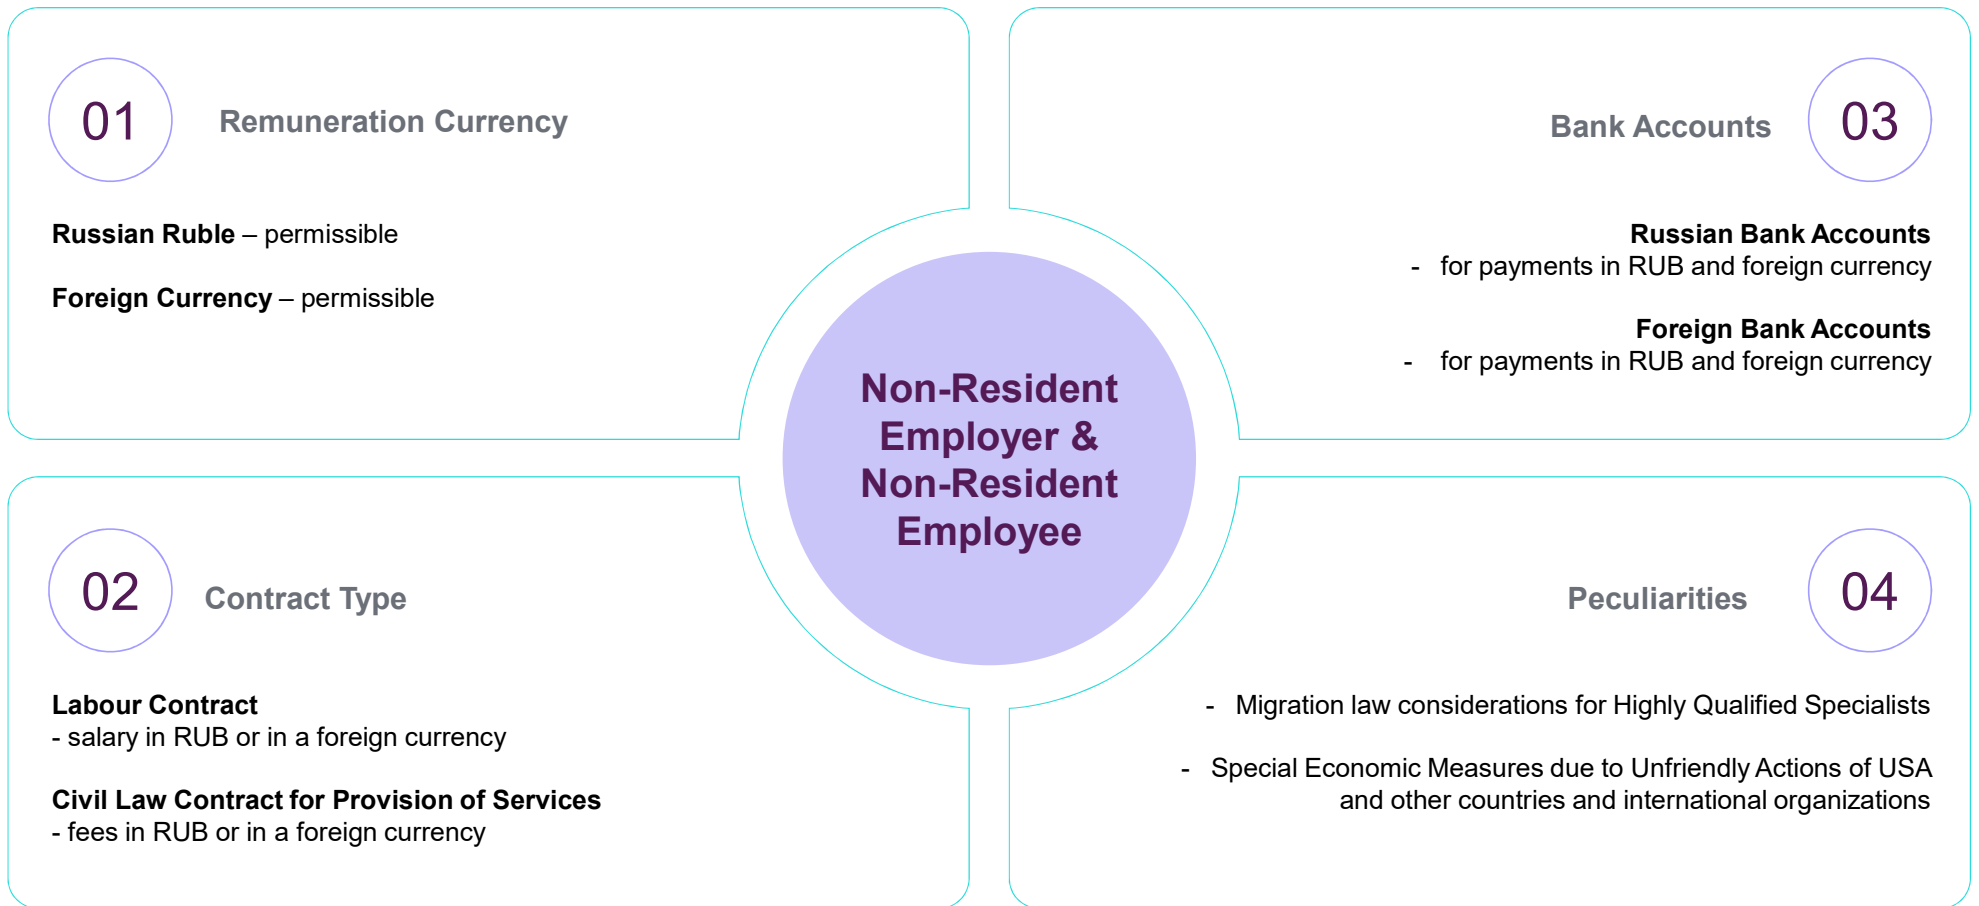 01
Remuneration Currency
Russian Ruble – permissible
Foreign Currency – permissible
02
Contract Type
Labour Contract
- salary in RUB or in a foreign currency
Civil Law Contract for Provision of Services
- fees in RUB or in a foreign currency
Non-Resident
Employer &
Non-Resident
Employee
Bank Accounts
03
Russian Bank Accounts
- for payments in RUB and foreign currency
Foreign Bank Accounts
- for payments in RUB and foreign currency
Peculiarities
04
- Migration law considerations for Highly Qualified Specialists
- Special Economic Measures due to Unfriendly Actions of USA
and other countries and international organizations